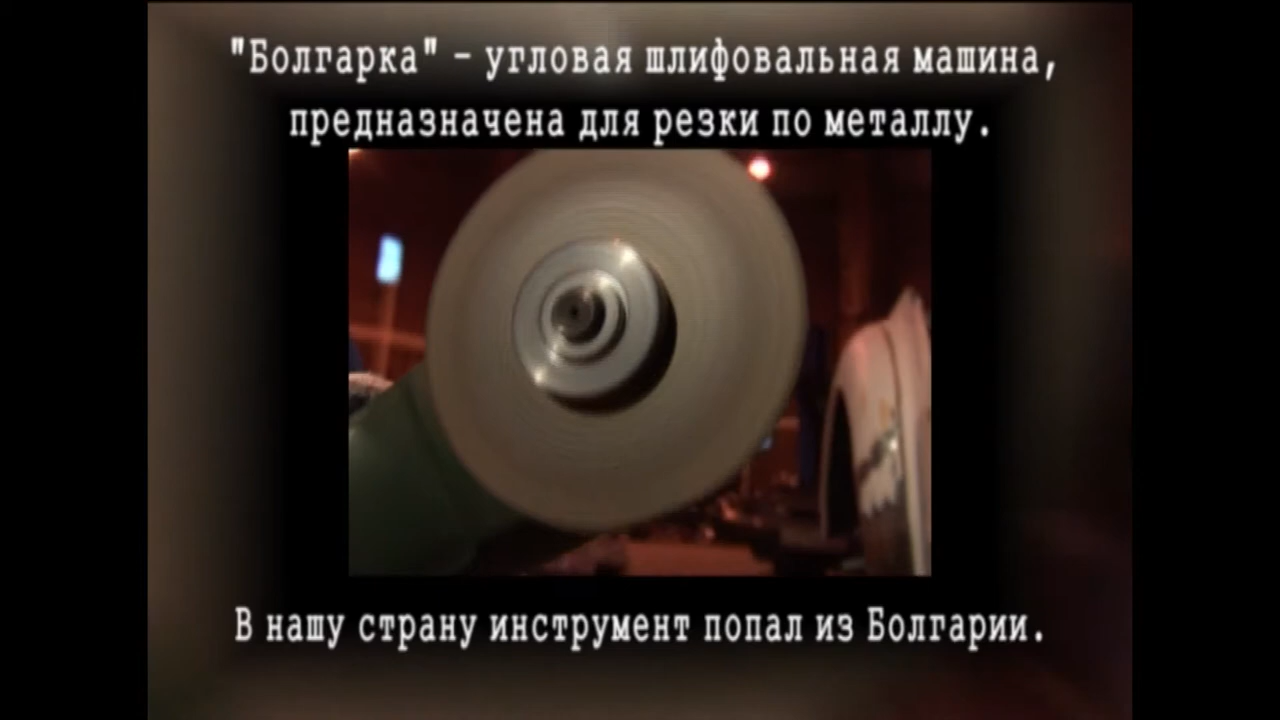 "Болгарка" - угловая шлифовальная машина,
предназначена для резки по металлу.
В нашу страну инструмент попал из Болгарии.